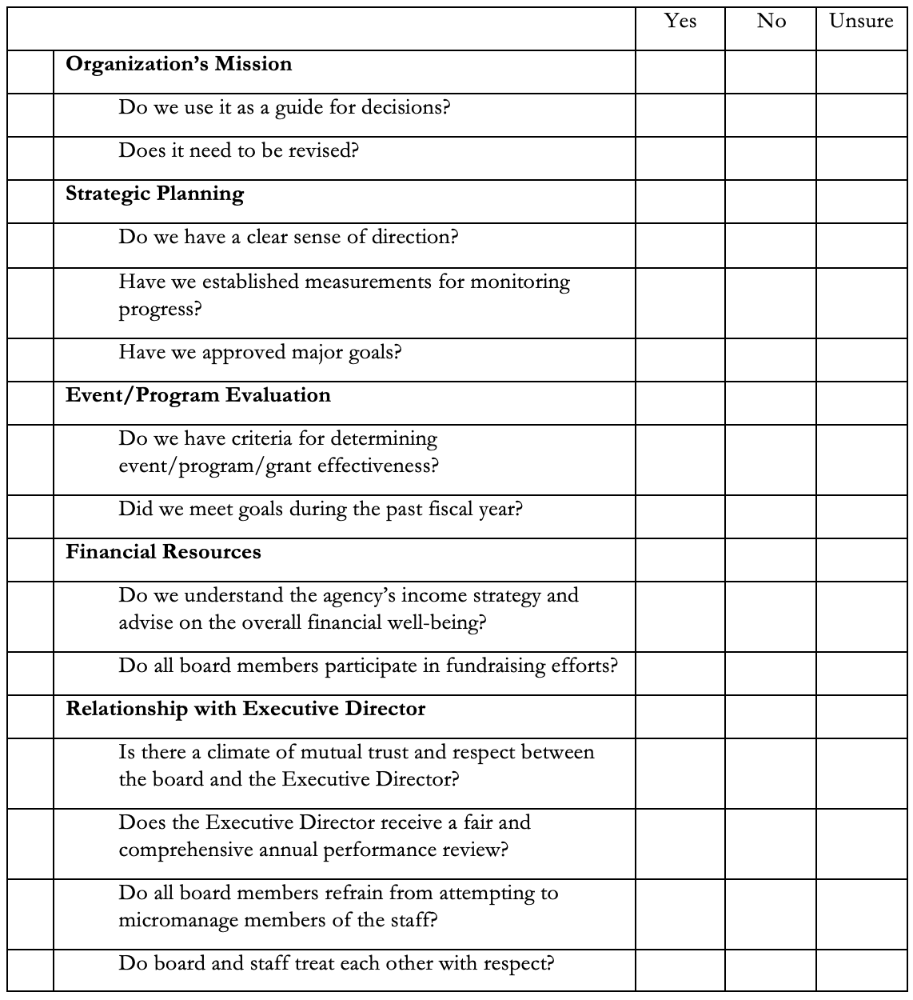 Yes No Unsure
Organization’s Mission
Do we use it as a guide for decisions?
Does it need to be revised?
Strategic Planning
Do we have a clear sense of direction?
Have we established measurements for monitoring
progress?
Have we approved major goals?
Event/Program Evaluation
Do we have criteria for determining
event/program/grant effectiveness?
Did we meet goals during the past fiscal year?
Financial Resources
Do we understand the agency’s income strategy and
advise on the overall financial well-being?
Do all board members participate in fundraising efforts?
Relationship with Executive Director
Is there a climate of mutual trust and respect between
the board and the Executive Director?
Does the Executive Director receive a fair and
comprehensive annual performance review?
Do all board members refrain from attempting to
micromanage members of the staff?
Do board and staff treat each other with respect?